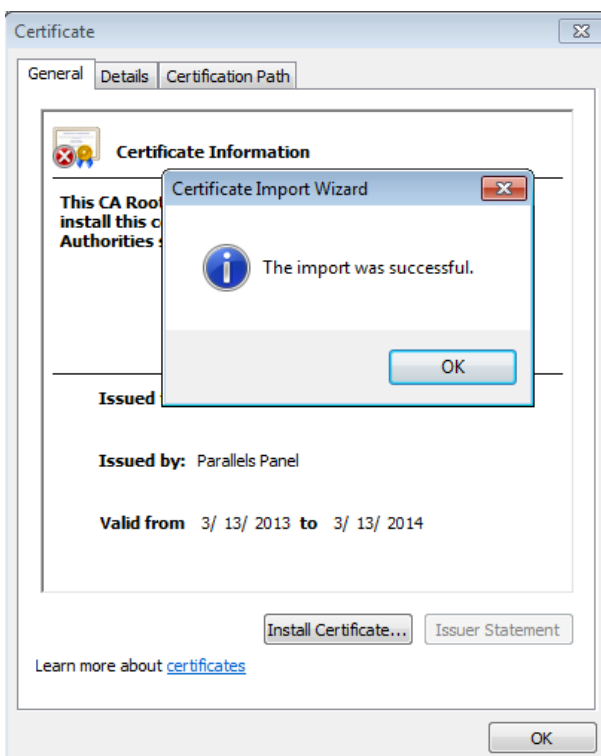 Certificate
General Details Certification Path
Certificate Information
This CA Root
install this c
Authorities
Certificate Import Wizard
The import was successful.
OK
Issued
Issued by: Parallels Panel
Valid from 3/ 13/ 2013 to 3/ 13/ 2014
Install Certificate... Issuer Statement
Learn more about certificates
OK